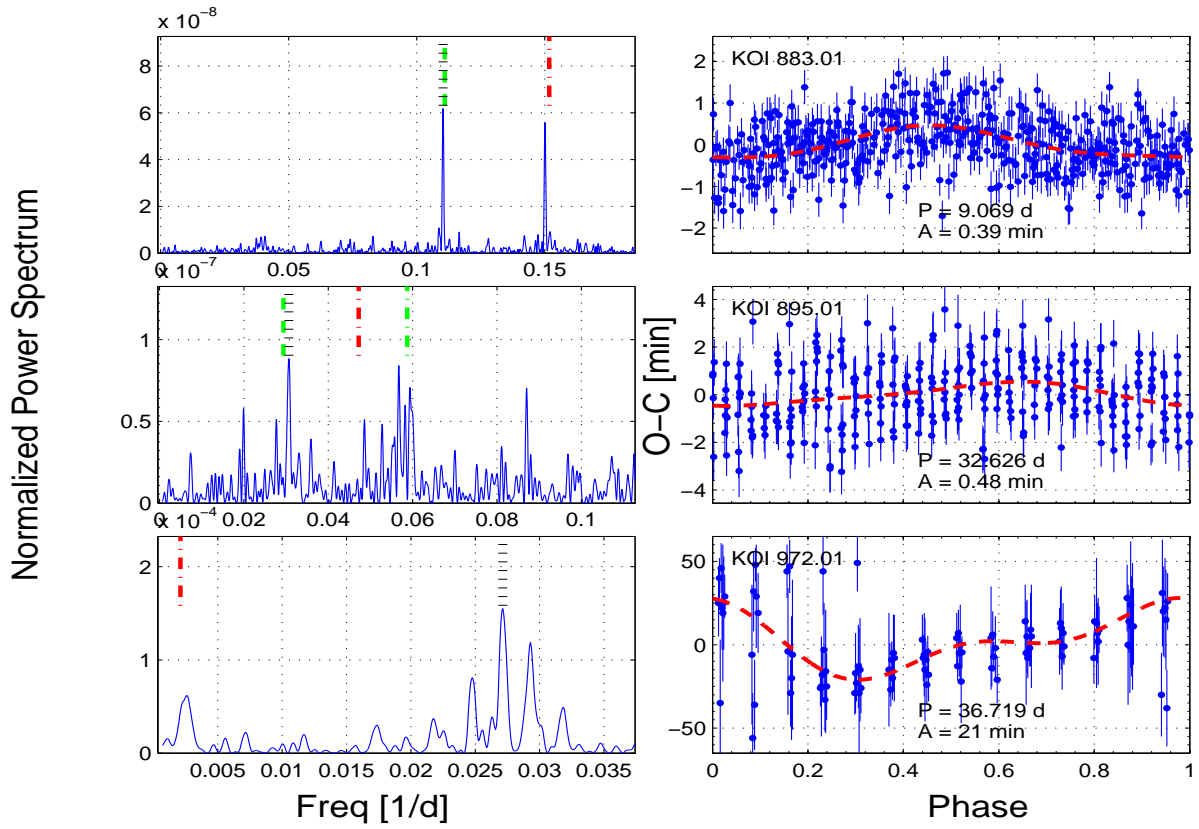 x 10⁻⁸
8
6
4
2
0
0
0.05
0.1
0.15
KOI 883.01
2
1
0
−1
−2
P = 9.069 d
A = 0.39 min
x 10⁻⁷
1
0.5
0
0
0.02
0.04
0.06
0.08
0.1
KOI 895.01
4
2
0
−2
−4
P = 32.626 d
A = 0.48 min
x 10⁻⁴
2
1
0
0.005
0.01
0.015
0.02
0.025
0.03
0.035
KOI 972.01
50
0
−50
P = 36.719 d
A = 21 min
0
0.2
0.4
0.6
0.8
1
Normalized Power Spectrum
O−C [min]
Freq [1/d]
Phase